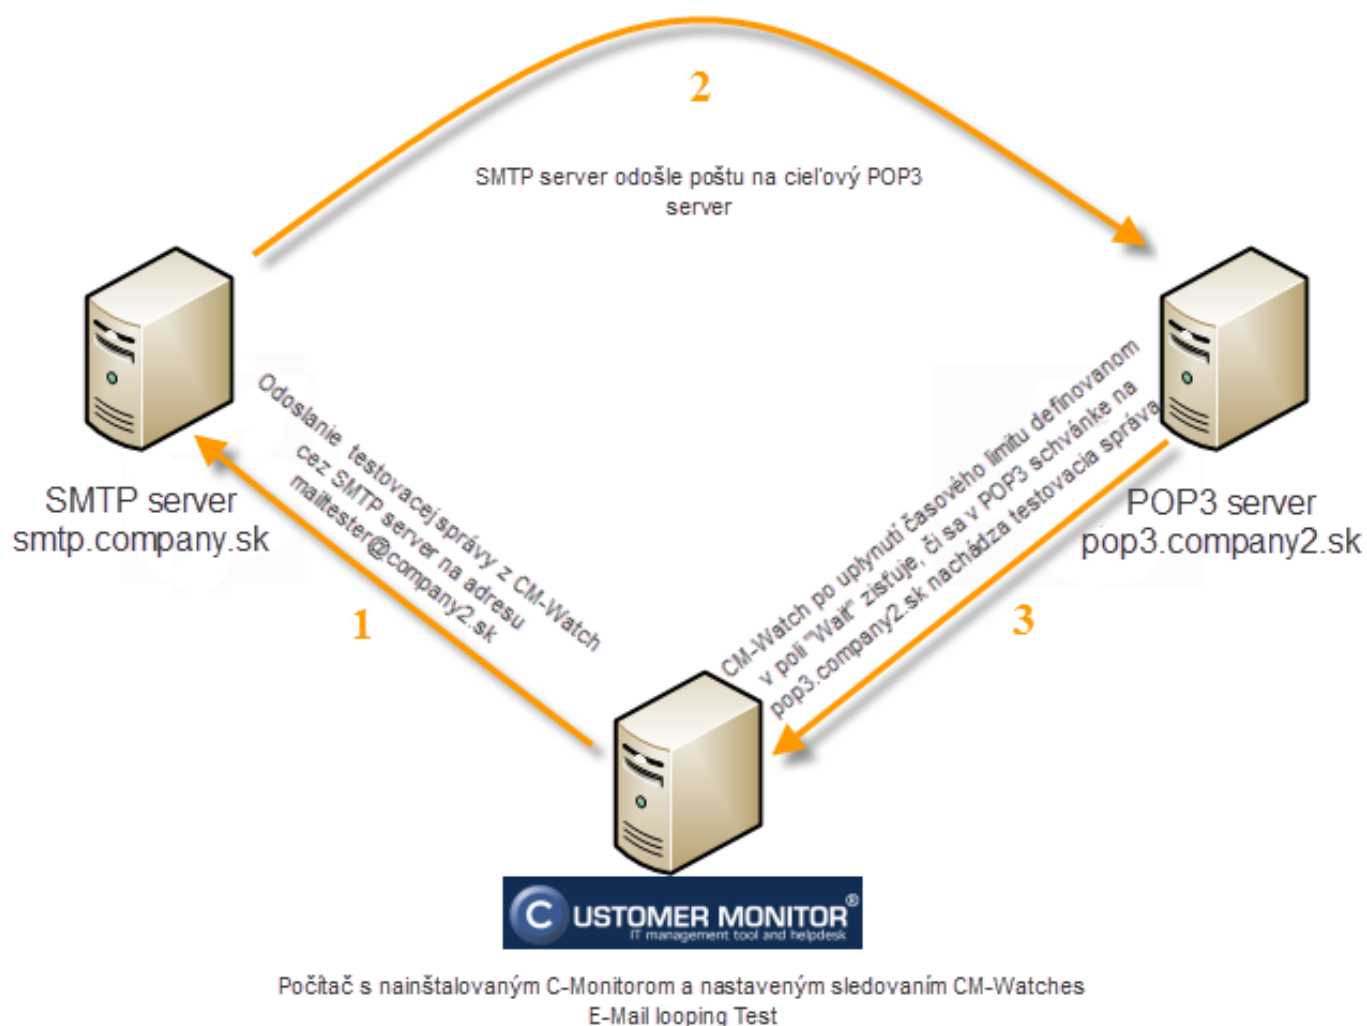 2
SMTP server odošle poštu na cieľový POP3
server
SMTP server
smtp.company.sk
Odoslanie testovacej správy z CM-Watch
cez SMTP server na adresu
mailtester@company2.sk
1
CM-Watch po uplynutí časového limitu definovanom
v poli "Wait" zisťuje, či sa v POP3 schvánke na
pop3.company2.sk nachádza testovacia správa
3
POP3 server
pop3.company2.sk
CUSTOMER MONITOR®
IT management tool and helpdesk
Počítač s nainštalovaným C-Monitorom a nastaveným sledovaním CM-Watches
E-Mail looping Test